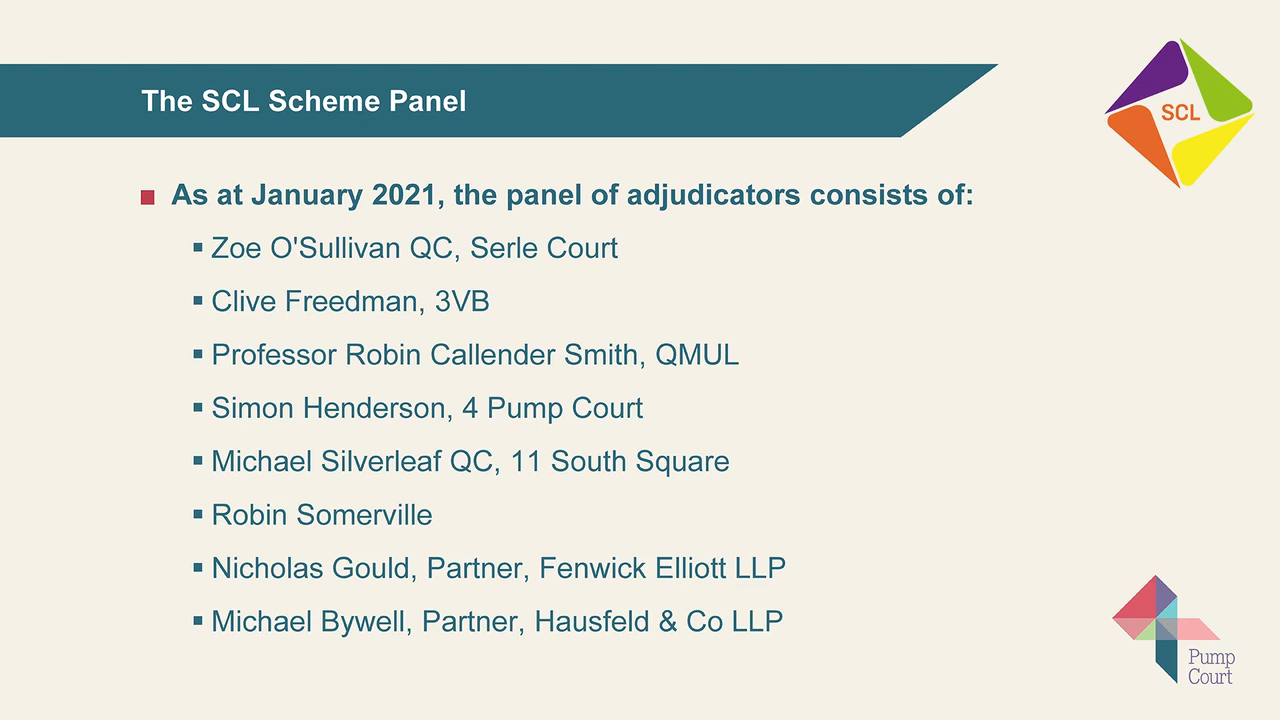 The SCL Scheme Panel
SCL
As at January 2021, the panel of adjudicators consists of:
Zoe O'Sullivan QC, Serle Court
Clive Freedman, 3VB
Professor Robin Callender Smith, QMUL
Simon Henderson, 4 Pump Court
Michael Silverleaf QC, 11 South Square
Robin Somerville
Nicholas Gould, Partner, Fenwick Elliott LLP
Michael Bywell, Partner, Hausfeld & Co LLP
Pump
Court